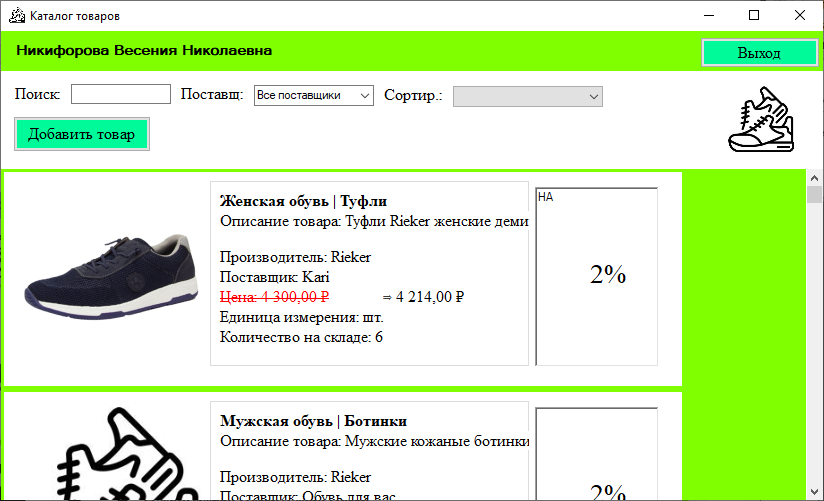 Каталог товаров
Никифорова Весения Николаевна
Выход
Поиск:
Поставщ:
Все поставщики
Сортир.:
Добавить товар
Женская обувь | Туфли
Описание товара: Туфли Rieker женские деми
Производитель: Rieker
Поставщик: Kari
Цена: 4 300,00 ₽ ⇒ 4 214,00 ₽
Единица измерения: шт.
Количество на складе: 6
НА
2%
Мужская обувь | Ботинки
Описание товара: Мужские кожаные ботинки
Производитель: Rieker
Поставщик: Обувь для вас
2%